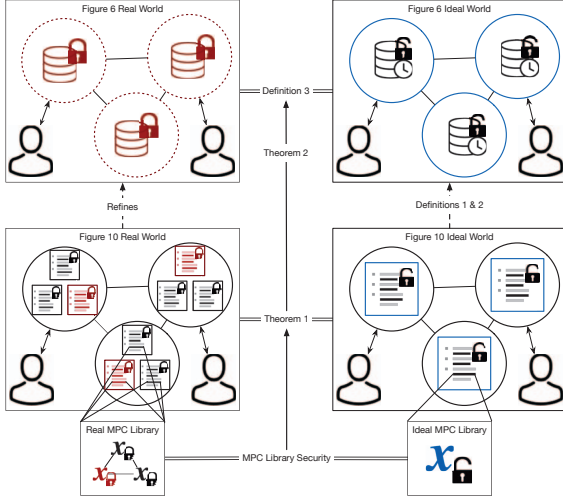 Figure 6 Real World
Figure 6 Ideal World
Definition 3
Theorem 2
Refines
Definitions 1 & 2
Figure 10 Real World
Figure 10 Ideal World
Theorem 1
Real MPC Library
Ideal MPC Library
x
x x
x
MPC Library Security